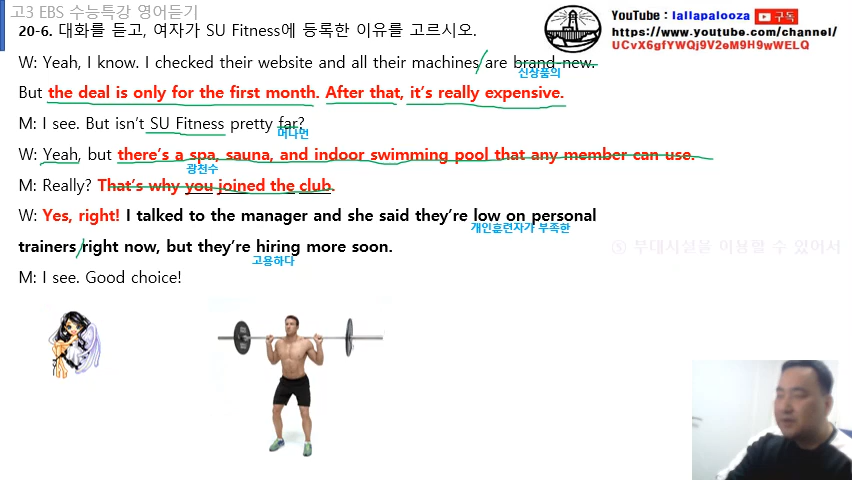 고3 EBS 수능특강 영어듣기
YouTube : lallapalooza 구독
https://www.youtube.com/channel/
UCvX6gfYWQj9V2eM9H9wWELQ
20-6. 대화를 듣고, 여자가 SU Fitness에 등록한 이유를 고르시오.
W: Yeah, I know. I checked their website and all their machines are brand-new.
신상품의
But the deal is only for the first month. After that, it's really expensive.
M: I see. But isn't SU Fitness pretty far?
머나먼
W: Yeah, but there's a spa, sauna, and indoor swimming pool that any member can use.
광천수
M: Really? That's why you joined the club.
W: Yes, right! I talked to the manager and she said they're low on personal
개인훈련자가 부족한
trainers right now, but they're hiring more soon.
고용하다
⑤ 부대시설을 이용할 수 있어서
M: I see. Good choice!